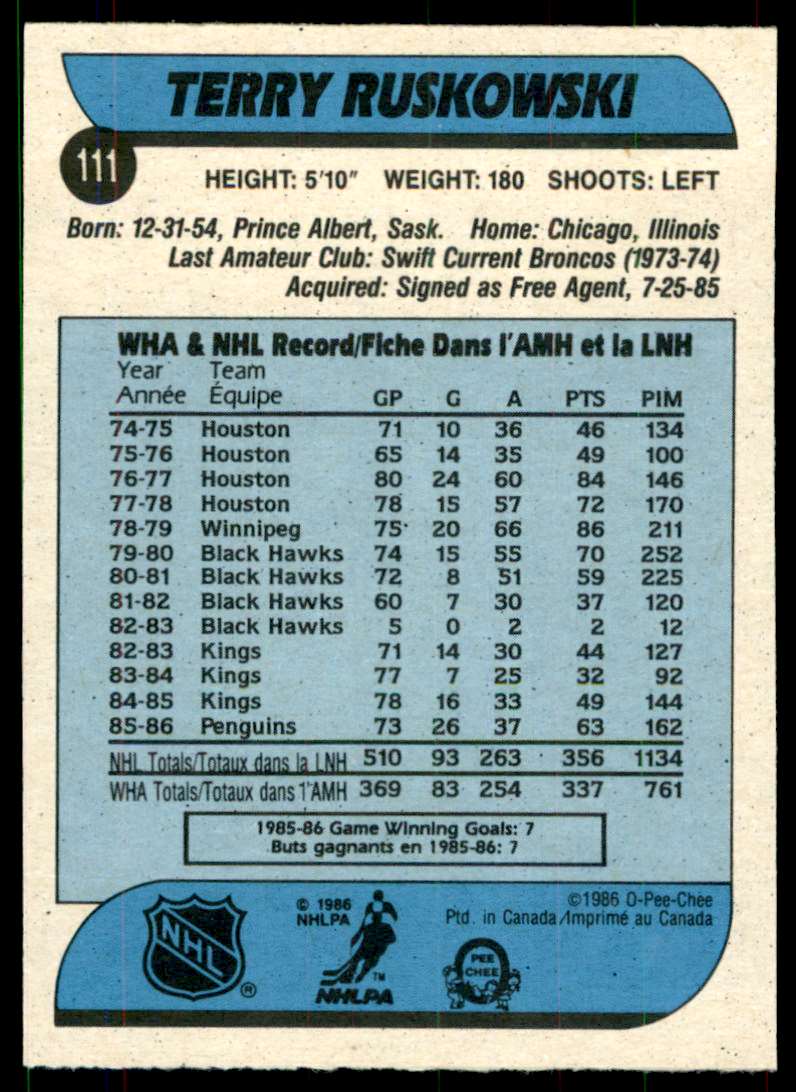 TERRY RUSKOWSKI
111
HEIGHT: 5'10" WEIGHT: 180 SHOOTS: LEFT
Born: 12-31-54, Prince Albert, Sask. Home: Chicago, Illinois
Last Amateur Club: Swift Current Broncos (1973-74)
Acquired: Signed as Free Agent, 7-25-85
WHA & NHL Record/Fiche Dans l'AMH et la LNH
Year Team
Année Équipe GP G A PTS PIM
74-75 Houston 71 10 36 46 134
75-76 Houston 65 14 35 49 100
76-77 Houston 80 24 60 84 146
77-78 Houston 78 15 57 72 170
78-79 Winnipeg 75 20 66 86 211
79-80 Black Hawks 74 15 55 70 252
80-81 Black Hawks 72 8 51 59 225
81-82 Black Hawks 60 7 30 37 120
82-83 Black Hawks 5 0 2 2 12
82-83 Kings 71 14 30 44 127
83-84 Kings 77 7 25 32 92
84-85 Kings 78 16 33 49 144
85-86 Penguins 73 26 37 63 162
NHL Totals/Totaux dans la LNH 510 93 263 356 1134
WHA Totals/Totaux dans l'AMH 369 83 254 337 761
1985-86 Game Winning Goals: 7
Buts gagnants en 1985-86: 7
©1986 O-Pee-Chee
Ptd. in Canada/Imprimé au Canada
© 1986
NHLPA
NHL
®
TM
NHLPA
PEE
CHEE